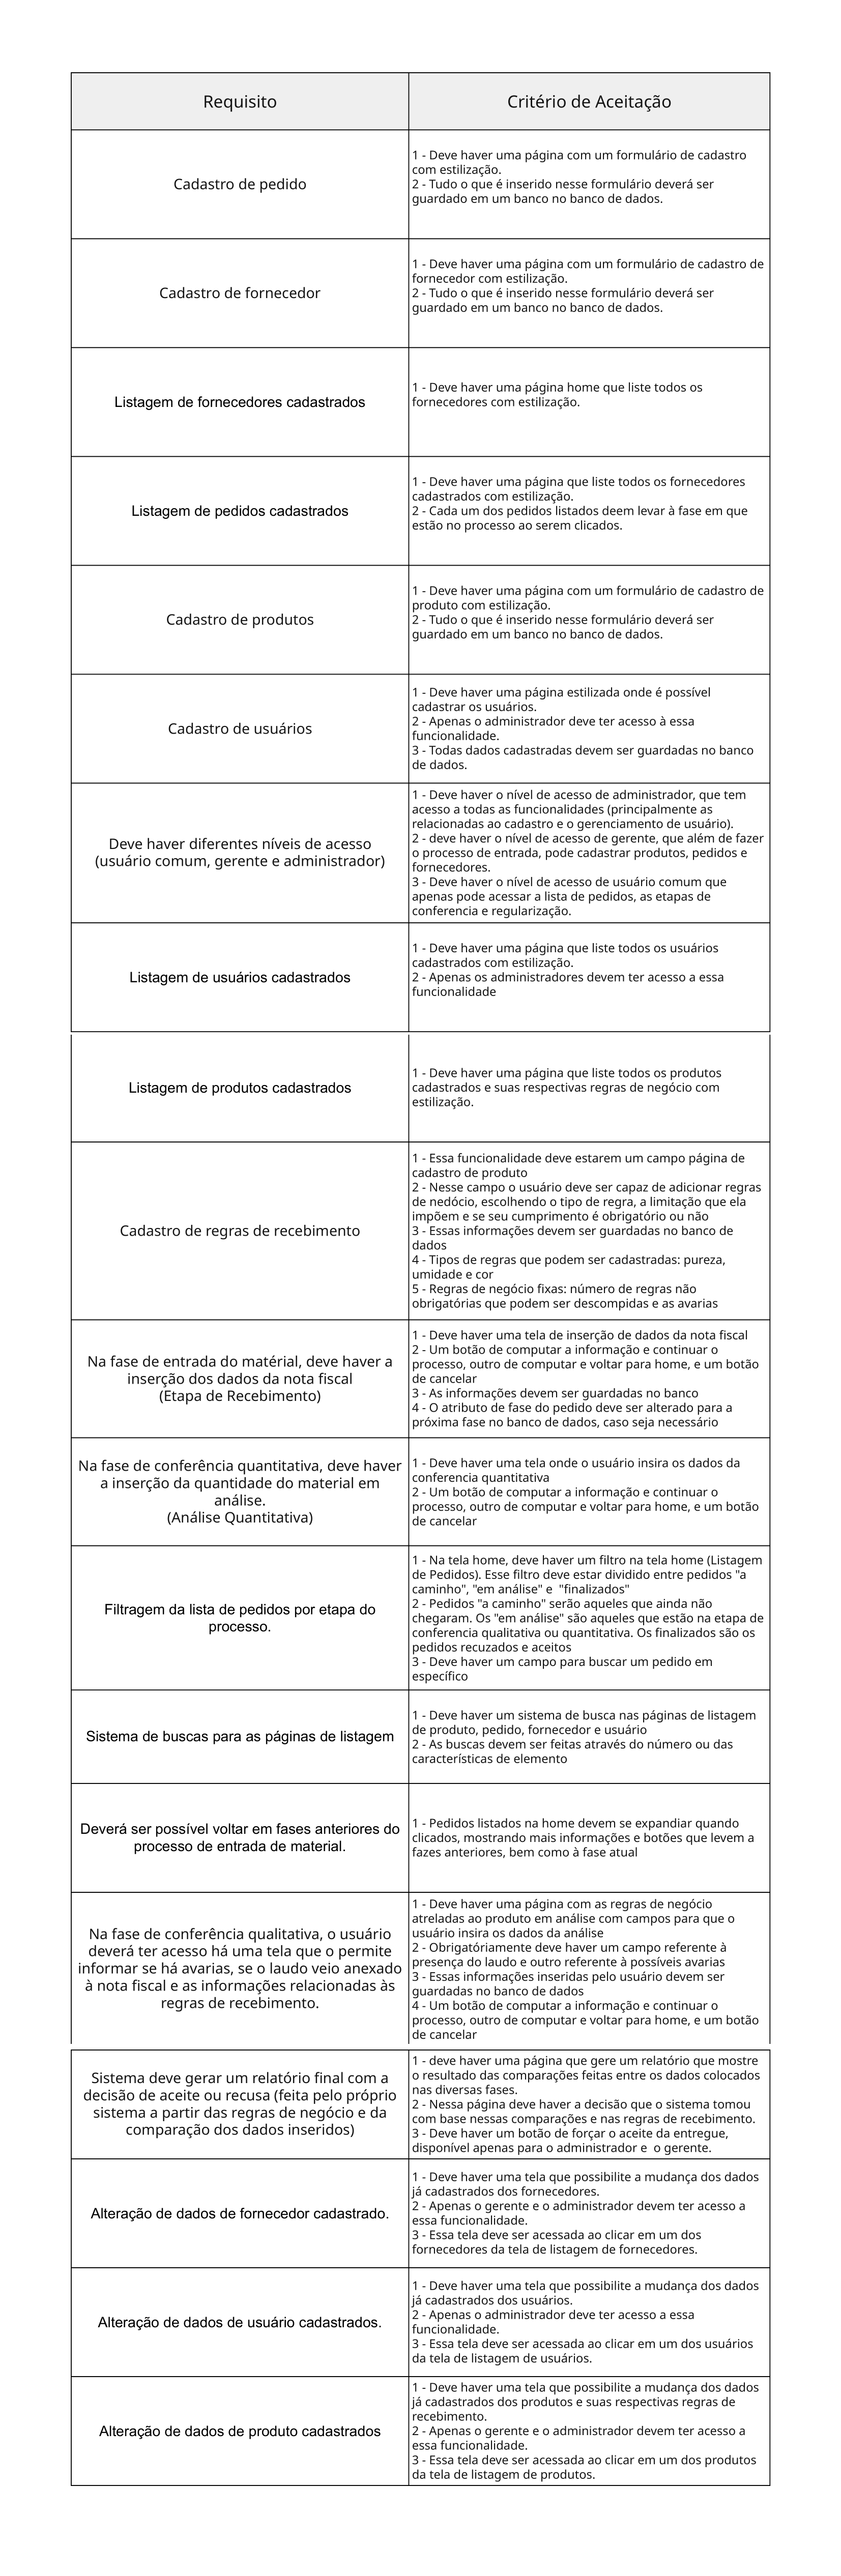 Requisito
Critério de Aceitação
Cadastro de pedido
1 - Deve haver uma página com um formulário de cadastro
com estilização.
2 - Tudo o que é inserido nesse formulário deverá ser
guardado em um banco no banco de dados.
Cadastro de fornecedor
1 - Deve haver uma página com um formulário de cadastro de
fornecedor com estilização.
2 - Tudo o que é inserido nesse formulário deverá ser
guardado em um banco no banco de dados.
Listagem de fornecedores cadastrados
1 - Deve haver uma página home que liste todos os
fornecedores com estilização.
Listagem de pedidos cadastrados
1 - Deve haver uma página que liste todos os fornecedores
cadastrados com estilização.
2 - Cada um dos pedidos listados deem levar à fase em que
estão no processo ao serem clicados.
Cadastro de produtos
1 - Deve haver uma página com um formulário de cadastro de
produto com estilização.
2 - Tudo o que é inserido nesse formulário deverá ser
guardado em um banco no banco de dados.
Cadastro de usuários
1 - Deve haver uma página estilizada onde é possível
cadastrar os usuários.
2 - Apenas o administrador deve ter acesso à essa
funcionalidade.
3 - Todas dados cadastradas devem ser guardadas no banco
de dados.
Deve haver diferentes níveis de acesso
(usuário comum, gerente e administrador)
1 - Deve haver o nível de acesso de administrador, que tem
acesso a todas as funcionalidades (principalmente as
relacionadas ao cadastro e o gerenciamento de usuário).
2 - deve haver o nível de acesso de gerente, que além de fazer
o processo de entrada, pode cadastrar produtos, pedidos e
fornecedores.
3 - Deve haver o nível de acesso de usuário comum que
apenas pode acessar a lista de pedidos, as etapas de
conferencia e regularização.
Listagem de usuários cadastrados
1 - Deve haver uma página que liste todos os usuários
cadastrados com estilização.
2 - Apenas os administradores devem ter acesso a essa
funcionalidade
Listagem de produtos cadastrados
1 - Deve haver uma página que liste todos os produtos
cadastrados e suas respectivas regras de negócio com
estilização.
Cadastro de regras de recebimento
1 - Essa funcionalidade deve estarem um campo página de
cadastro de produto
2 - Nesse campo o usuário deve ser capaz de adicionar regras
de nedócio, escolhendo o tipo de regra, a limitação que ela
impõem e se seu cumprimento é obrigatório ou não
3 - Essas informações devem ser guardadas no banco de
dados
4 - Tipos de regras que podem ser cadastradas: pureza,
umidade e cor
5 - Regras de negócio fixas: número de regras não
obrigatórias que podem ser descompidas e as avarias
Na fase de entrada do matérial, deve haver a
inserção dos dados da nota fiscal
(Etapa de Recebimento)
1 - Deve haver uma tela de inserção de dados da nota fiscal
2 - Um botão de computar a informação e continuar o
processo, outro de computar e voltar para home, e um botão
de cancelar
3 - As informações devem ser guardadas no banco
4 - O atributo de fase do pedido deve ser alterado para a
próxima fase no banco de dados, caso seja necessário
Na fase de conferência quantitativa, deve haver
a inserção da quantidade do material em
análise.
(Análise Quantitativa)
1 - Deve haver uma tela onde o usuário insira os dados da
conferencia quantitativa
2 - Um botão de computar a informação e continuar o
processo, outro de computar e voltar para home, e um botão
de cancelar
Filtragem da lista de pedidos por etapa do
processo.
1 - Na tela home, deve haver um filtro na tela home (Listagem
de Pedidos). Esse filtro deve estar dividido entre pedidos "a
caminho", "em análise" e  "finalizados"
2 - Pedidos "a caminho" serão aqueles que ainda não
chegaram. Os "em análise" são aqueles que estão na etapa de
conferencia qualitativa ou quantitativa. Os finalizados são os
pedidos recuzados e aceitos
3 - Deve haver um campo para buscar um pedido em
específico
Sistema de buscas para as páginas de listagem
1 - Deve haver um sistema de busca nas páginas de listagem
de produto, pedido, fornecedor e usuário
2 - As buscas devem ser feitas através do número ou das
características de elemento
Deverá ser possível voltar em fases anteriores do
processo de entrada de material.
1 - Pedidos listados na home devem se expandiar quando
clicados, mostrando mais informações e botões que levem a
fazes anteriores, bem como à fase atual
Na fase de conferência qualitativa, o usuário
deverá ter acesso há uma tela que o permite
informar se há avarias, se o laudo veio anexado
à nota fiscal e as informações relacionadas às
regras de recebimento.
1 - Deve haver uma página com as regras de negócio
atreladas ao produto em análise com campos para que o
usuário insira os dados da análise
2 - Obrigatóriamente deve haver um campo referente à
presença do laudo e outro referente à possíveis avarias
3 - Essas informações inseridas pelo usuário devem ser
guardadas no banco de dados
4 - Um botão de computar a informação e continuar o
processo, outro de computar e voltar para home, e um botão
de cancelar
Sistema deve gerar um relatório final com a
decisão de aceite ou recusa (feita pelo próprio
sistema a partir das regras de negócio e da
comparação dos dados inseridos)
1 - deve haver uma página que gere um relatório que mostre
o resultado das comparações feitas entre os dados colocados
nas diversas fases.
2 - Nessa página deve haver a decisão que o sistema tomou
com base nessas comparações e nas regras de recebimento.
3 - Deve haver um botão de forçar o aceite da entregue,
disponível apenas para o administrador e  o gerente.
Alteração de dados de fornecedor cadastrado.
1 - Deve haver uma tela que possibilite a mudança dos dados
já cadastrados dos fornecedores.
2 - Apenas o gerente e o administrador devem ter acesso a
essa funcionalidade.
3 - Essa tela deve ser acessada ao clicar em um dos
fornecedores da tela de listagem de fornecedores.
Alteração de dados de usuário cadastrados.
1 - Deve haver uma tela que possibilite a mudança dos dados
já cadastrados dos usuários.
2 - Apenas o administrador deve ter acesso a essa
funcionalidade.
3 - Essa tela deve ser acessada ao clicar em um dos usuários
da tela de listagem de usuários.
Alteração de dados de produto cadastrados
1 - Deve haver uma tela que possibilite a mudança dos dados
já cadastrados dos produtos e suas respectivas regras de
recebimento.
2 - Apenas o gerente e o administrador devem ter acesso a
essa funcionalidade.
3 - Essa tela deve ser acessada ao clicar em um dos produtos
da tela de listagem de produtos.